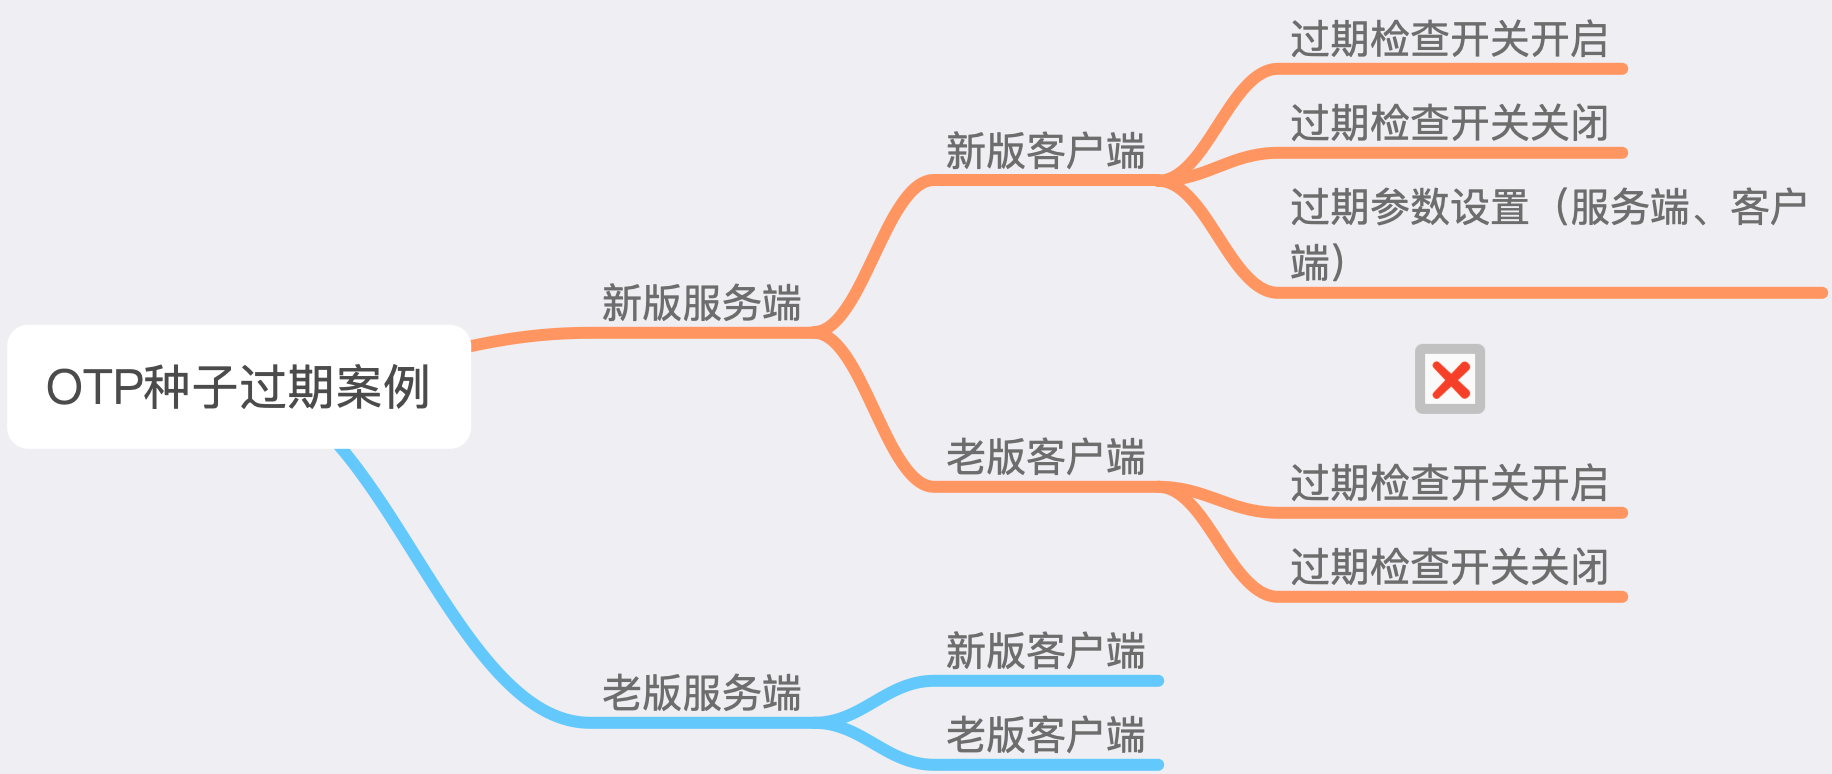 过期检查开关开启
过期检查开关关闭
新版客户端
过期参数设置（服务端、客户
端）
新版服务端
OTP种子过期案例
老版客户端
过期检查开关开启
过期检查开关关闭
新版客户端
老版服务端
老版客户端